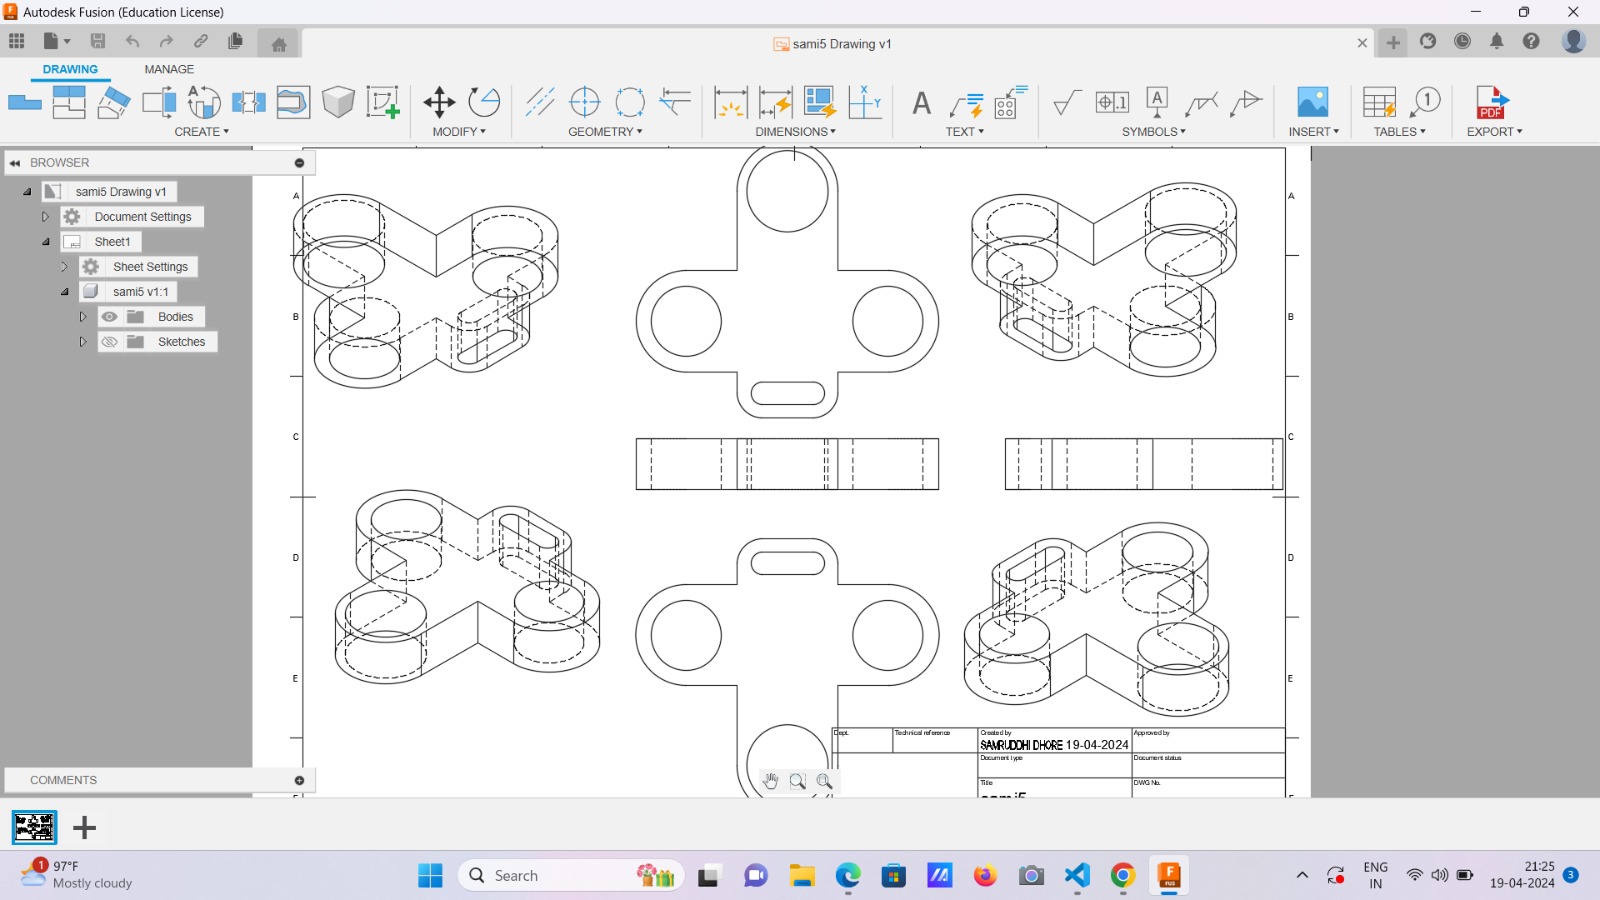 Autodesk Fusion (Education License)
sami5 Drawing v1
DRAWING MANAGE
CREATE MODIFY GEOMETRY DIMENSIONS TEXT SYMBOLS INSERT TABLES EXPORT
BROWSER
sami5 Drawing v1
Document Settings
Sheet1
Sheet Settings
sami5 v1:1
Bodies
Sketches
A A
B B
C C
D D
E E
Dept. Technical reference Created by Approved by
SAMRUDDHI DHORE 19-04-2024
Document type Document status
Title DWG No.
sami5
COMMENTS
97°F
Mostly cloudy
Search
ENG
IN
21:25
19-04-2024
3